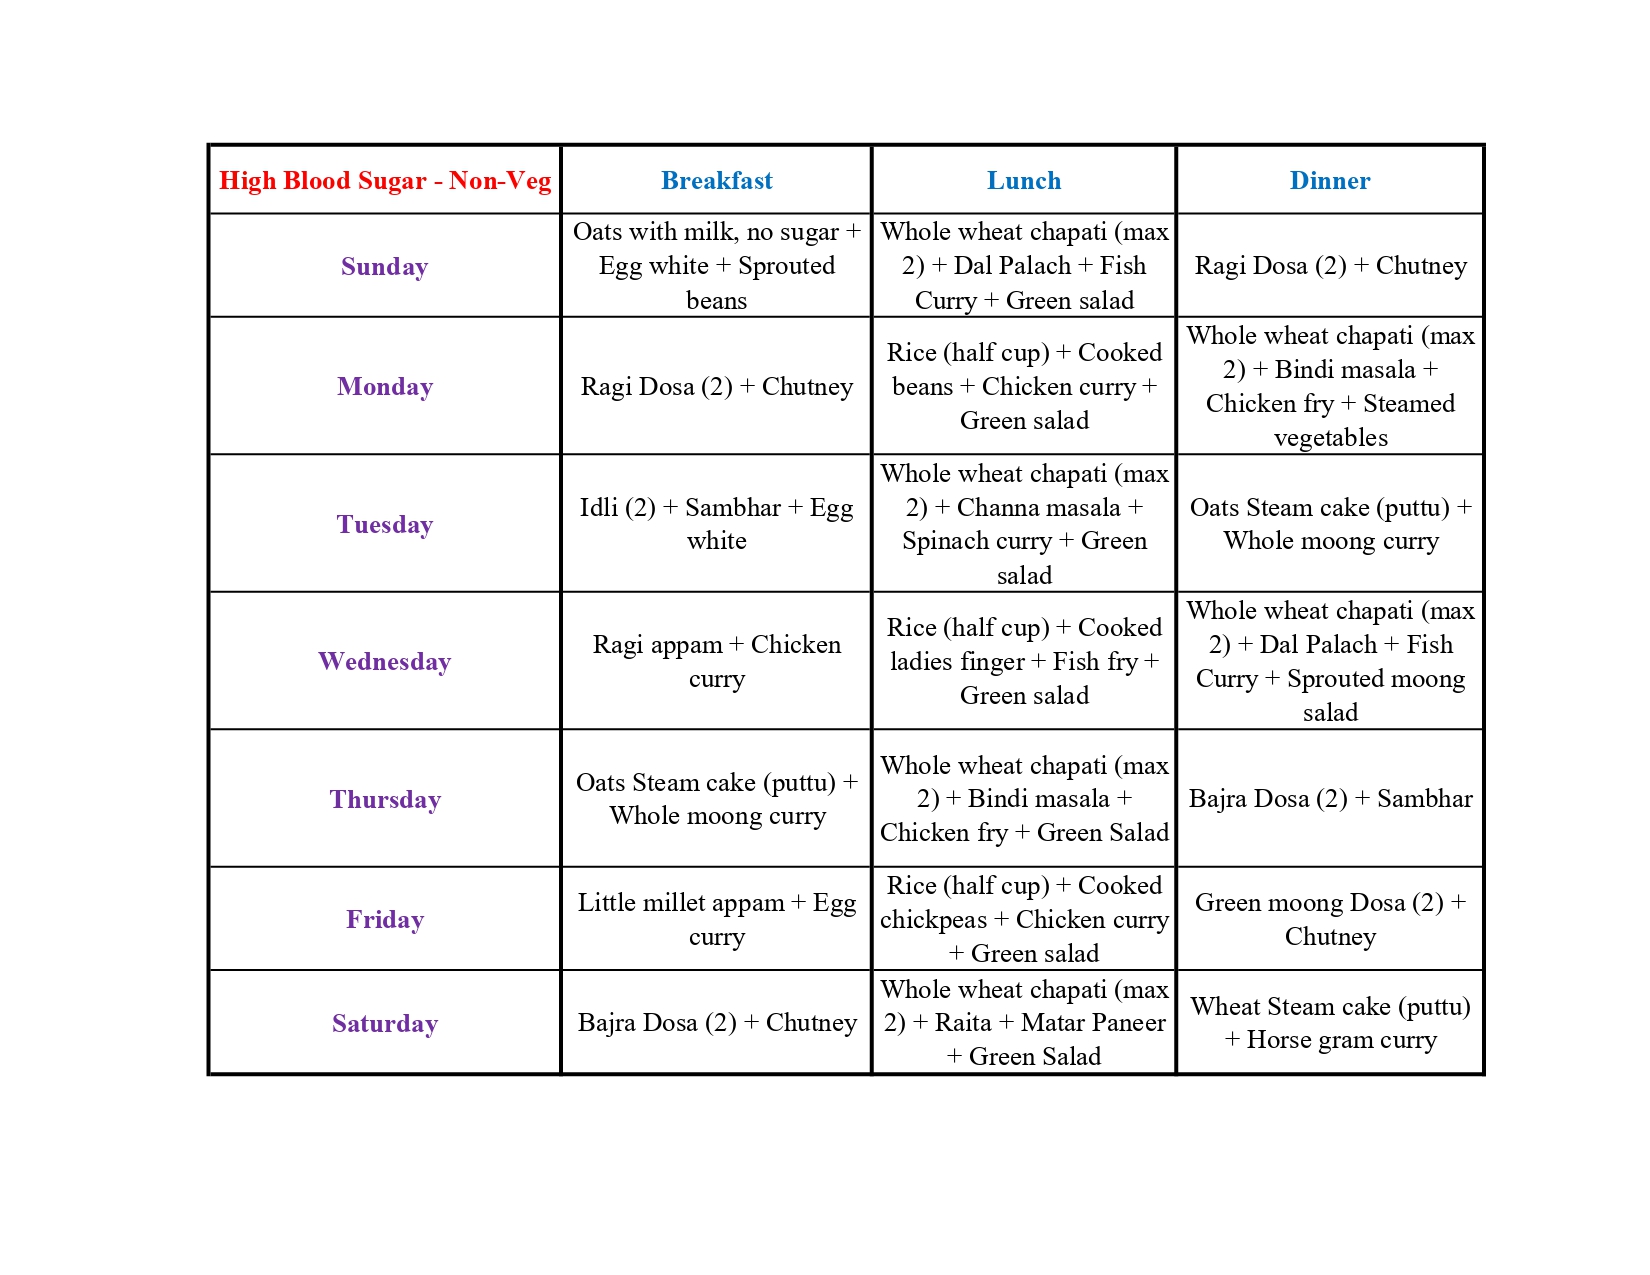 High Blood Sugar - Non-Veg
Breakfast
Lunch
Dinner
Sunday
Oats with milk, no sugar +
Egg white + Sprouted
beans
Whole wheat chapati (max
2) + Dal Palach + Fish
Curry + Green salad
Ragi Dosa (2) + Chutney
Monday
Ragi Dosa (2) + Chutney
Rice (half cup) + Cooked
beans + Chicken curry +
Green salad
Whole wheat chapati (max
2) + Bindi masala +
Chicken fry + Steamed
vegetables
Tuesday
Idli (2) + Sambhar + Egg
white
Whole wheat chapati (max
2) + Channa masala +
Spinach curry + Green
salad
Oats Steam cake (puttu) +
Whole moong curry
Wednesday
Ragi appam + Chicken
curry
Rice (half cup) + Cooked
ladies finger + Fish fry +
Green salad
Whole wheat chapati (max
2) + Dal Palach + Fish
Curry + Sprouted moong
salad
Thursday
Oats Steam cake (puttu) +
Whole moong curry
Whole wheat chapati (max
2) + Bindi masala +
Chicken fry + Green Salad
Bajra Dosa (2) + Sambhar
Friday
Little millet appam + Egg
curry
Rice (half cup) + Cooked
chickpeas + Chicken curry
+ Green salad
Green moong Dosa (2) +
Chutney
Saturday
Bajra Dosa (2) + Chutney
Whole wheat chapati (max
2) + Raita + Matar Paneer
+ Green Salad
Wheat Steam cake (puttu)
+ Horse gram curry